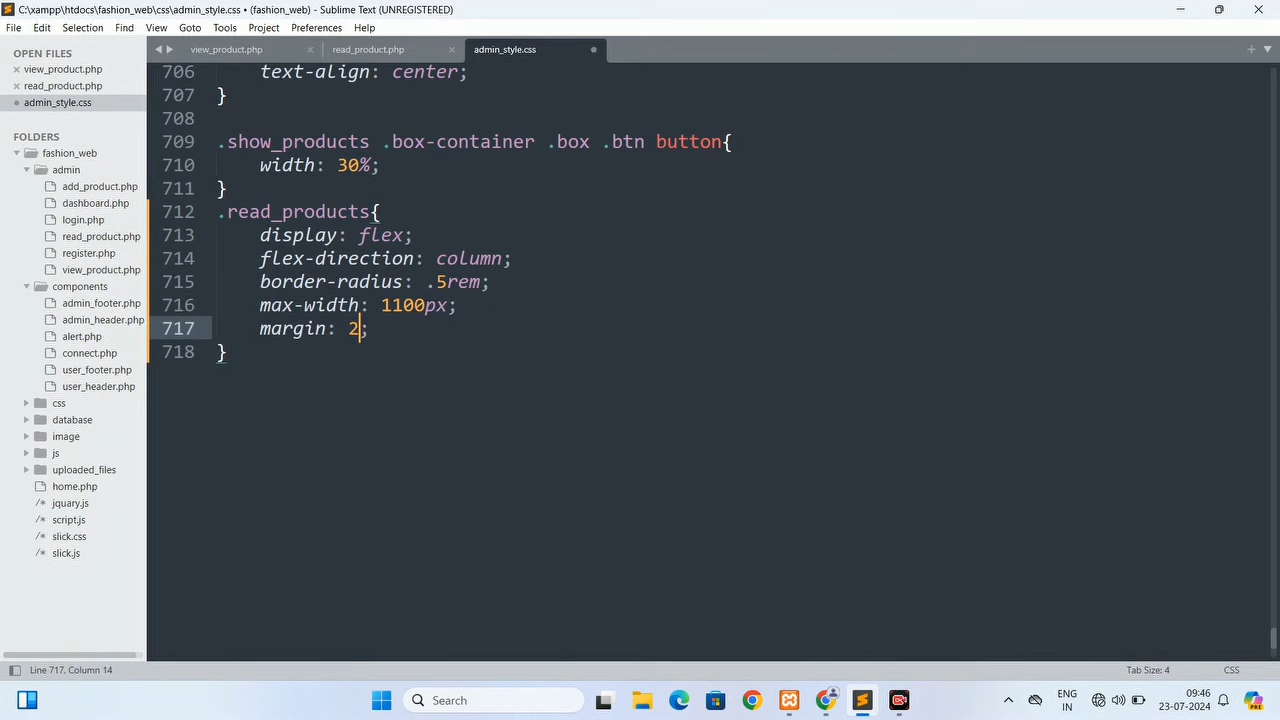 C:\xampp\htdocs\fashion_web\css\admin_style.css • (fashion_web) - Sublime Text (UNREGISTERED)
File Edit Selection Find View Goto Tools Project Preferences Help
OPEN FILES
view_product.php
read_product.php
admin_style.css
FOLDERS
fashion_web
admin
add_product.php
dashboard.php
login.php
read_product.php
register.php
view_product.php
components
admin_footer.php
admin_header.php
alert.php
connect.php
user_footer.php
user_header.php
css
database
image
js
uploaded_files
home.php
jquary.js
script.js
slick.css
slick.js
view_product.php read_product.php admin_style.css
706 text-align: center;
707 }
708
709 .show_products .box-container .box .btn button{
710 width: 30%;
711 }
712 .read_products{
713 display: flex;
714 flex-direction: column;
715 border-radius: .5rem;
716 max-width: 1100px;
717 margin: 2;
718 }
Line 717, Column 14 Tab Size: 4 CSS
Search
ENG
IN
09:46
23-07-2024
PRE